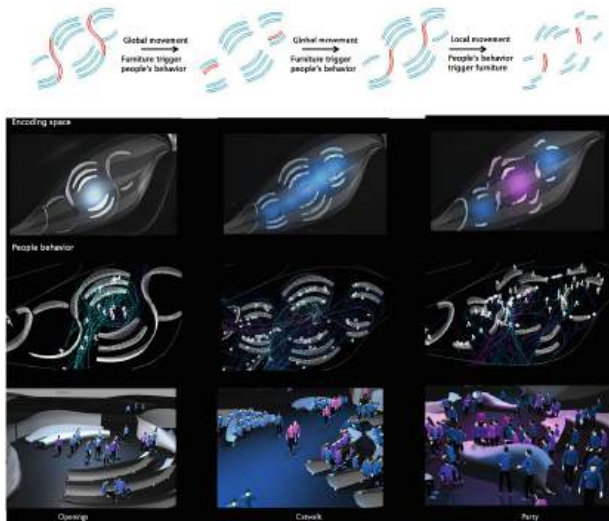 Global movement
Furniture trigger
people's behavior
Global movement
Furniture trigger
people's behavior
Local movement
People's behavior
trigger furniture
Encoding space
People behavior
Openings
Catwalk
Party